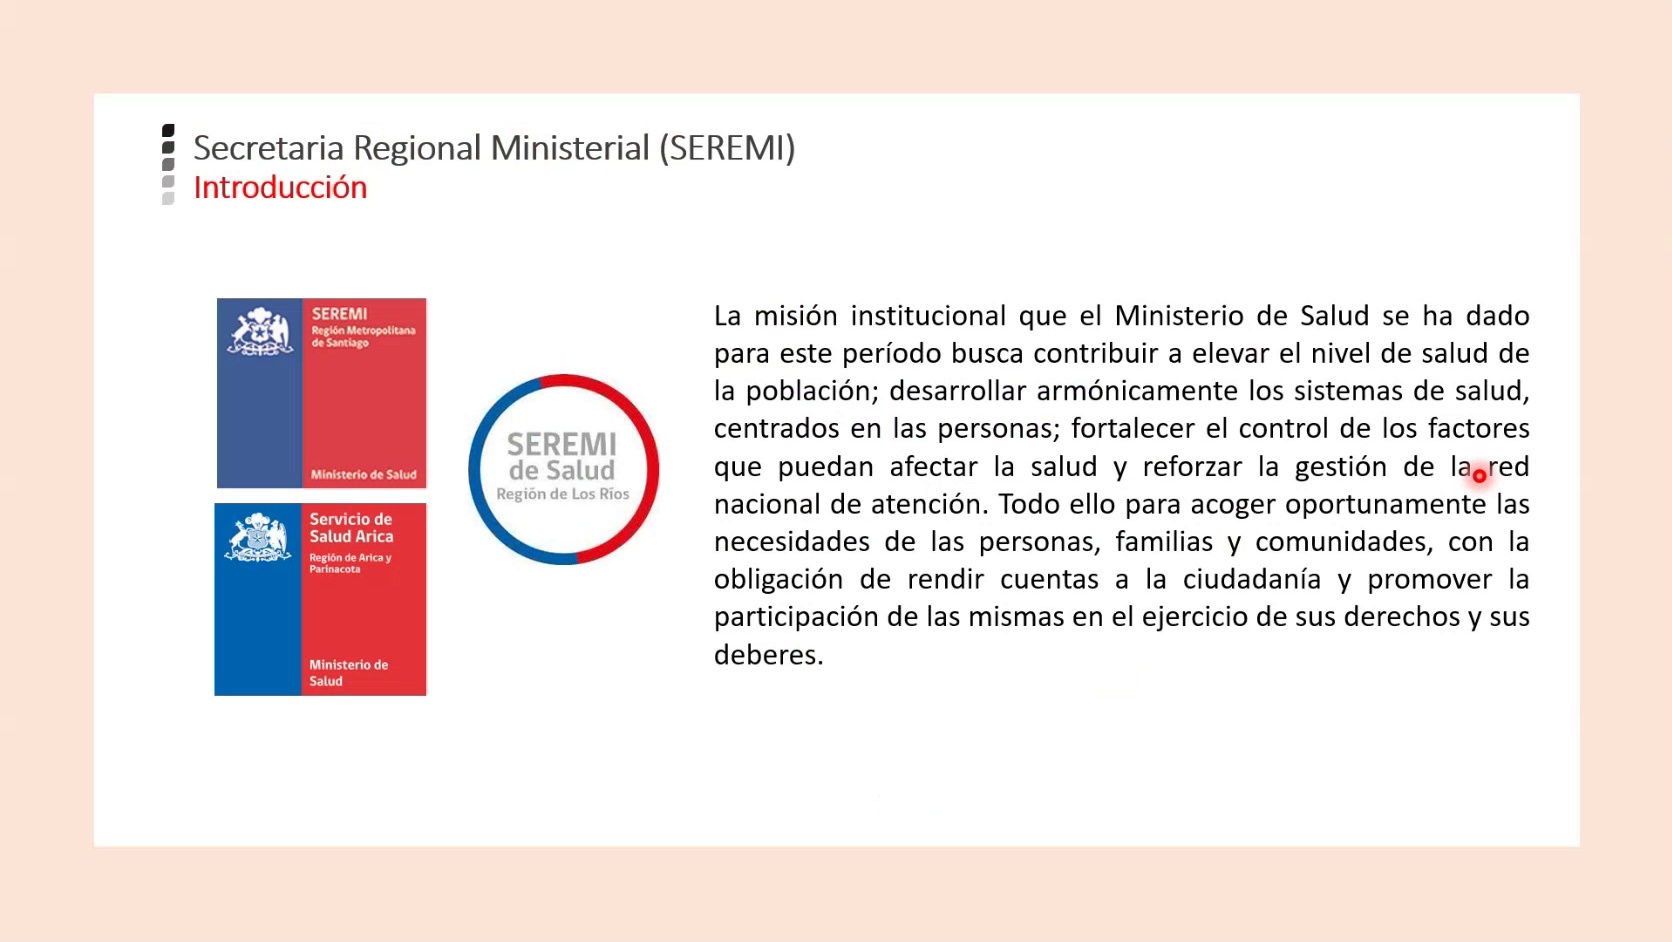 Secretaria Regional Ministerial (SEREMI)
Introducción
SEREMI
Región Metropolitana
de Santiago
Ministerio de Salud
Servicio de
Salud Arica
Región de Arica y
Parinacota
Ministerio de
Salud
SEREMI
de Salud
Región de Los Ríos
La misión institucional que el Ministerio de Salud se ha dado
para este período busca contribuir a elevar el nivel de salud de
la población; desarrollar armónicamente los sistemas de salud,
centrados en las personas; fortalecer el control de los factores
que puedan afectar la salud y reforzar la gestión de la red
nacional de atención. Todo ello para acoger oportunamente las
necesidades de las personas, familias y comunidades, con la
obligación de rendir cuentas a la ciudadanía y promover la
participación de las mismas en el ejercicio de sus derechos y sus
deberes.